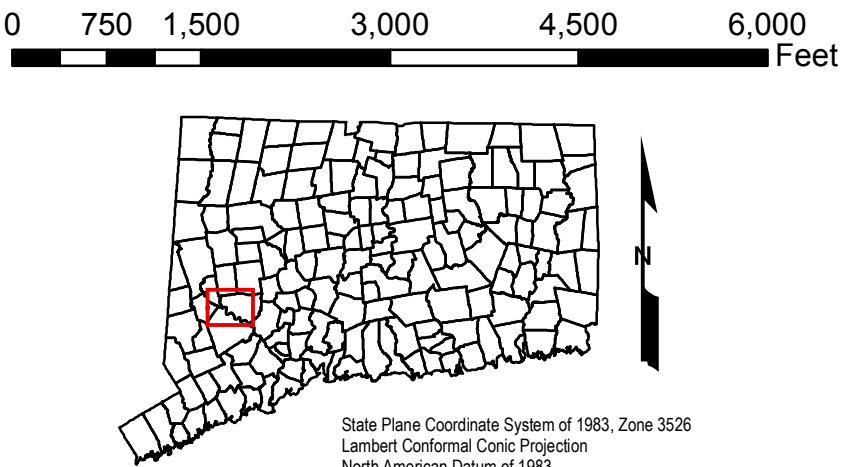 0 750 1,500 3,000 4,500 6,000
Feet
N
State Plane Coordinate System of 1983, Zone 3526
Lambert Conformal Conic Projection
North American Datum of 1983